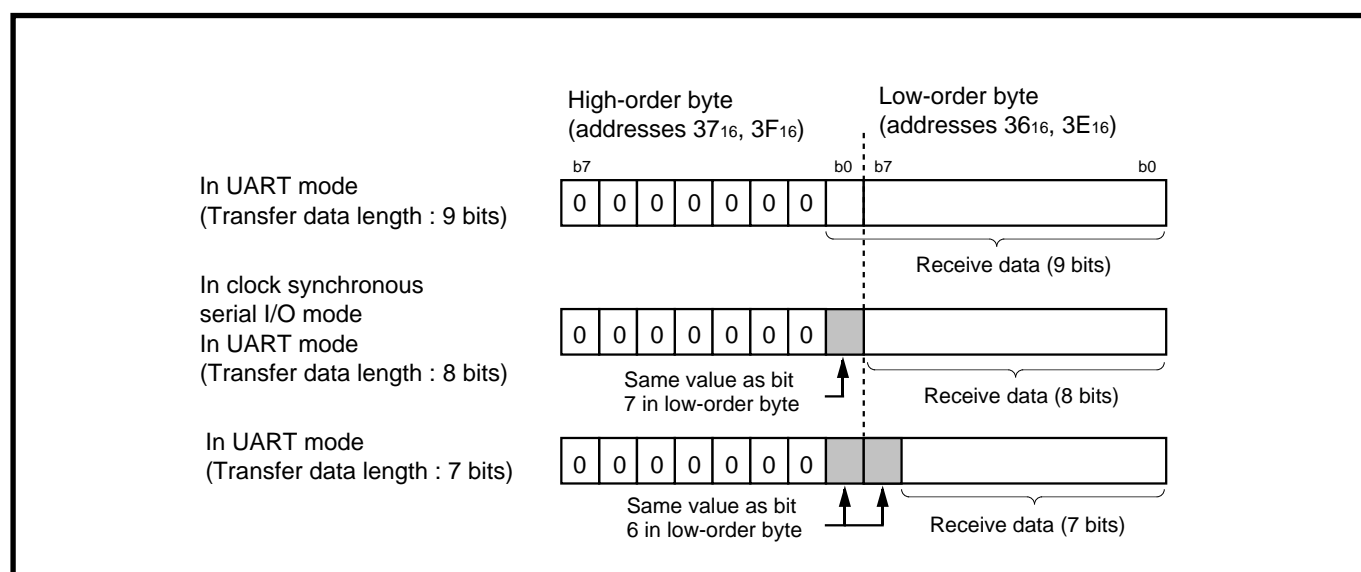 High-order byte
(addresses 37₁₆, 3F₁₆)
Low-order byte
(addresses 36₁₆, 3E₁₆)
b7 b0 b7 b0
In UART mode
(Transfer data length : 9 bits)
0 0 0 0 0 0 0
Receive data (9 bits)
In clock synchronous
serial I/O mode
In UART mode
(Transfer data length : 8 bits)
0 0 0 0 0 0 0
Same value as bit
7 in low-order byte
Receive data (8 bits)
In UART mode
(Transfer data length : 7 bits)
0 0 0 0 0 0 0
Same value as bit
6 in low-order byte
Receive data (7 bits)